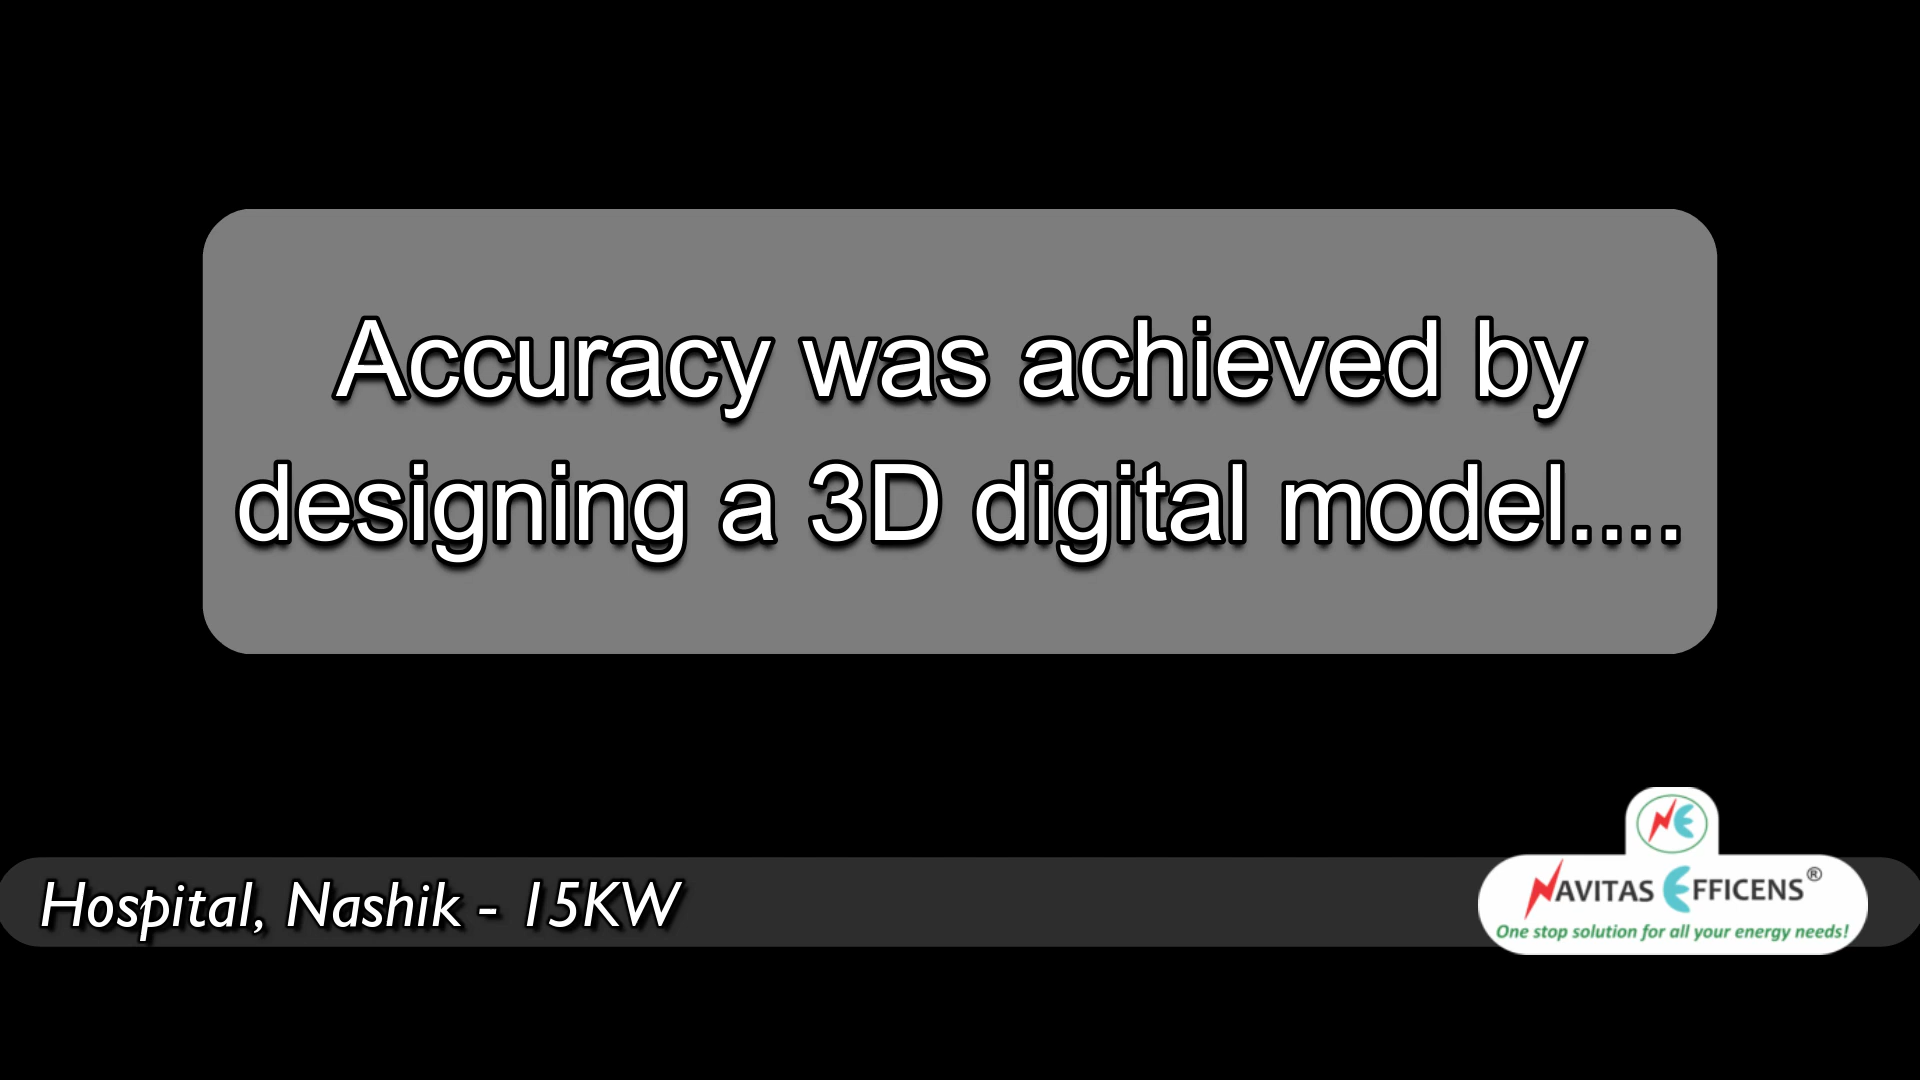 Accuracy was achieved by
designing a 3D digital model....
Hospital, Nashik - 15KW
NE
NAVITAS EFFICENS®
One stop solution for all your energy needs!